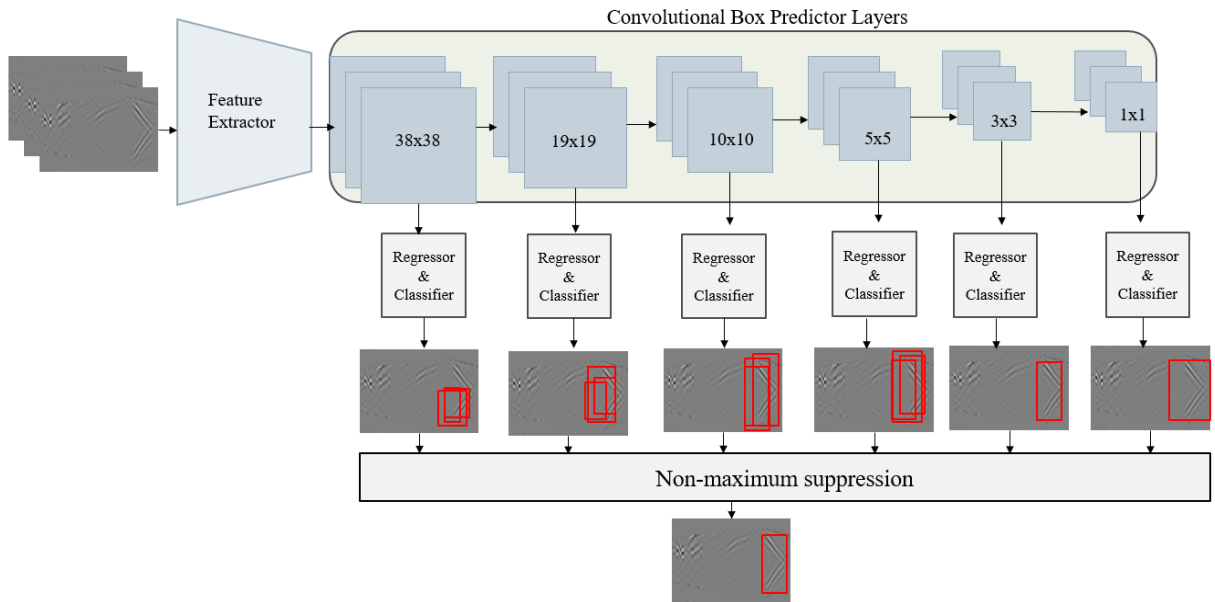 Convolutional Box Predictor Layers
Feature
Extractor
38x38
19x19
10x10
5x5
3x3
1x1
Regressor
&
Classifier
Regressor
&
Classifier
Regressor
&
Classifier
Regressor
&
Classifier
Regressor
&
Classifier
Regressor
&
Classifier
Non-maximum suppression